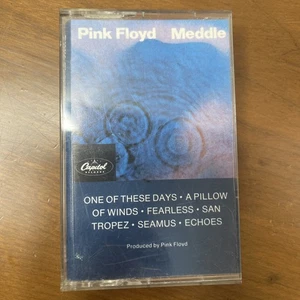 Pink Floyd Meddle
Capitol
RECORDS
ONE OF THESE DAYS • A PILLOW
OF WINDS • FEARLESS • SAN
TROPEZ • SEAMUS • ECHOES
Produced by Pink Floyd